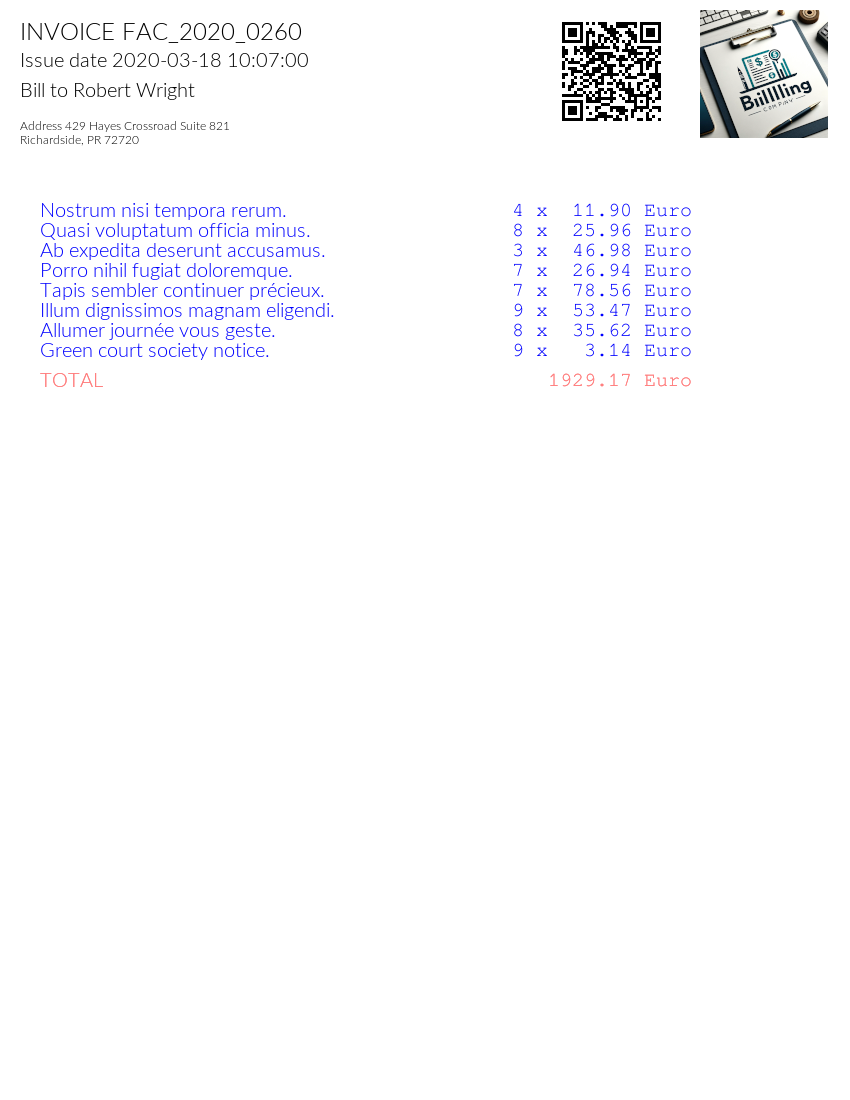 INVOICE FAC_2020_0260
Issue date 2020-03-18 10:07:00
Bill to Robert Wright
Address 429 Hayes Crossroad Suite 821
Richardside, PR 72720
Biillling
COMPANY
Nostrum nisi tempora rerum. 4 x 11.90 Euro
Quasi voluptatum officia minus. 8 x 25.96 Euro
Ab expedita deserunt accusamus. 3 x 46.98 Euro
Porro nihil fugiat doloremque. 7 x 26.94 Euro
Tapis sembler continuer précieux. 7 x 78.56 Euro
Illum dignissimos magnam eligendi. 9 x 53.47 Euro
Allumer journée vous geste. 8 x 35.62 Euro
Green court society notice. 9 x 3.14 Euro
TOTAL 1929.17 Euro